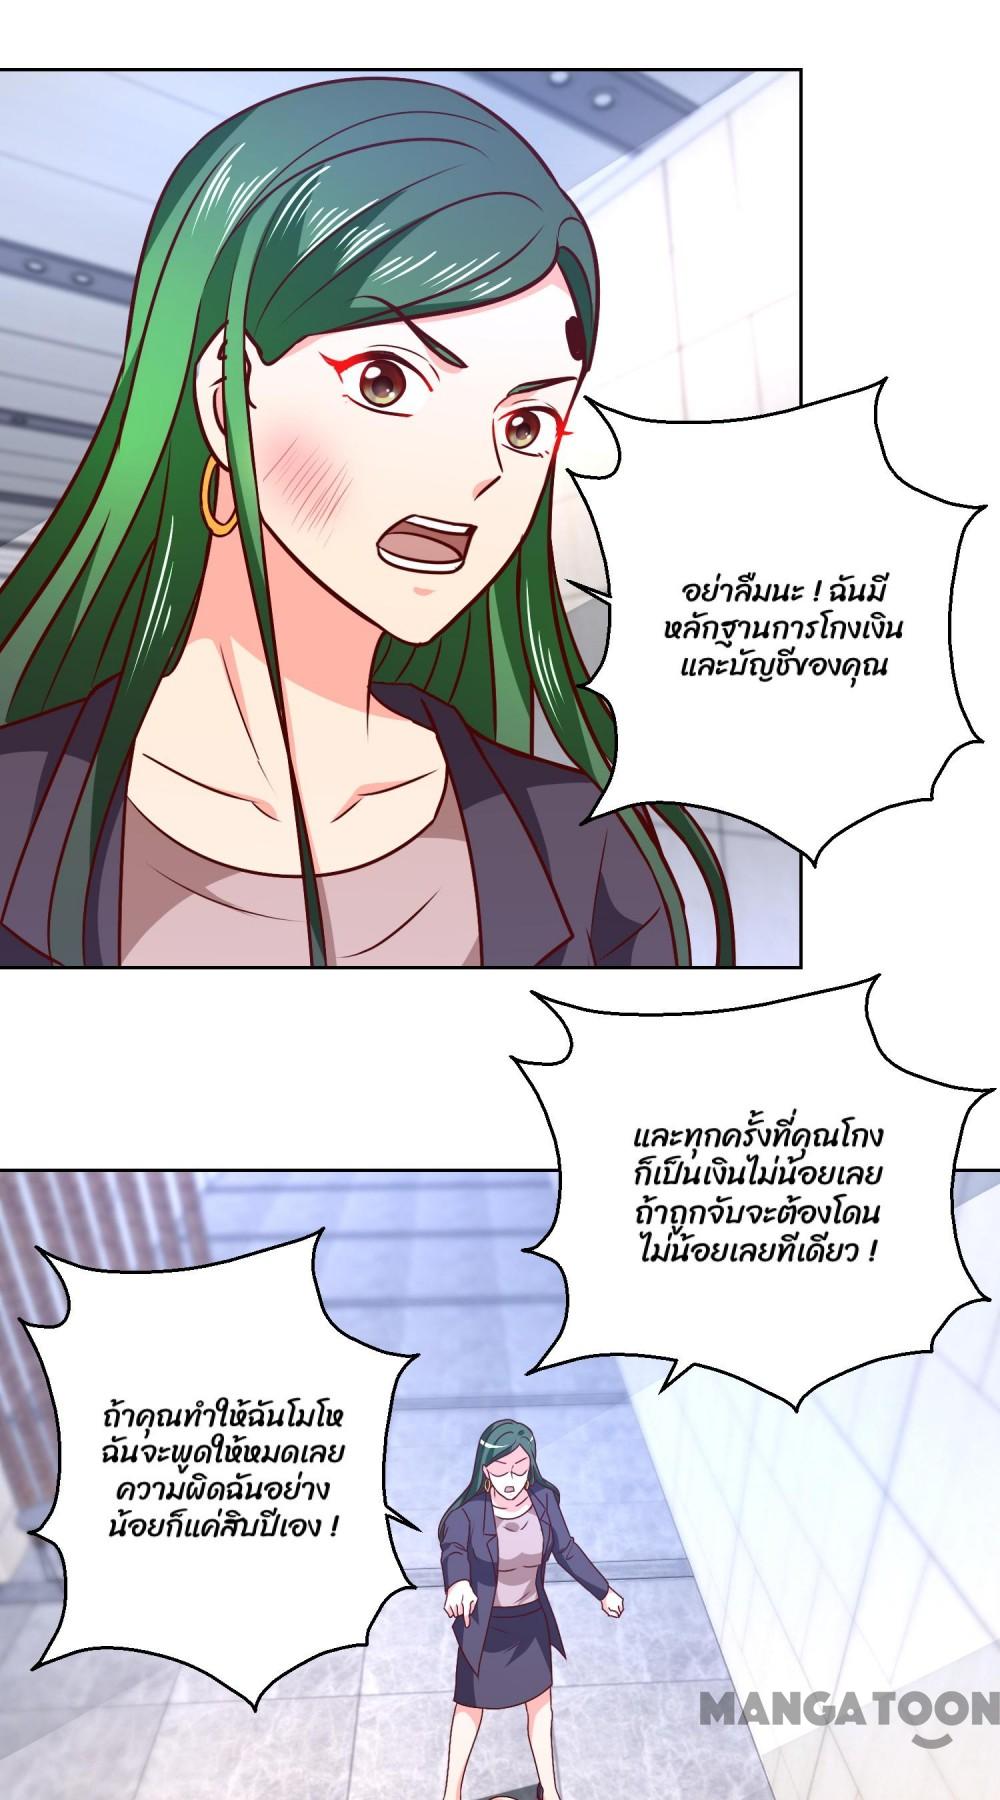 อย่าลืมนะ ! ฉันมี
หลักฐานการโกงเงิน
และบัญชีของคุณ
และทุกครั้งที่คุณโกง
ก็เป็นเงินไม่น้อยเลย
ถ้าถูกจับจะต้องโดน
ไม่น้อยเลยทีเดียว !
ถ้าคุณทำให้ฉันโมโห
ฉันจะพูดให้หมดเลย
ความผิดฉันอย่าง
น้อยก็แค่สิบปีเอง !
MANGATOON